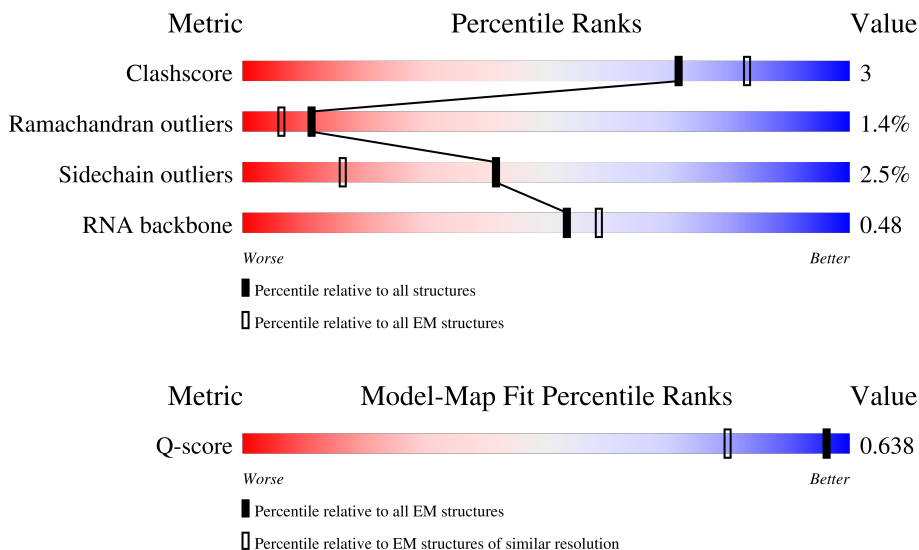 Metric Percentile Ranks Value
Clashscore 3
Ramachandran outliers 1.4%
Sidechain outliers 2.5%
RNA backbone 0.48
Worse Better
Percentile relative to all structures
Percentile relative to all EM structures
Metric Model-Map Fit Percentile Ranks Value
Q-score 0.638
Worse Better
Percentile relative to all EM structures
Percentile relative to EM structures of similar resolution